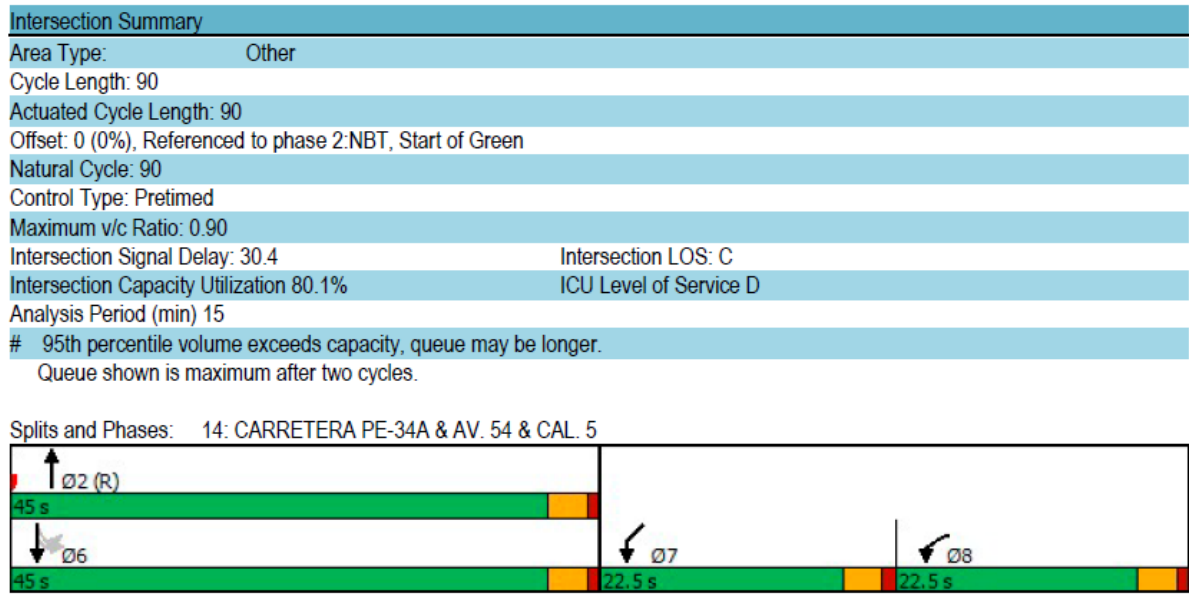 Intersection Summary
Area Type: Other
Cycle Length: 90
Actuated Cycle Length: 90
Offset: 0 (0%), Referenced to phase 2:NBT, Start of Green
Natural Cycle: 90
Control Type: Pretimed
Maximum v/c Ratio: 0.90
Intersection Signal Delay: 30.4 Intersection LOS: C
Intersection Capacity Utilization 80.1% ICU Level of Service D
Analysis Period (min) 15
# 95th percentile volume exceeds capacity, queue may be longer.
Queue shown is maximum after two cycles.
Splits and Phases: 14: CARRETERA PE-34A & AV. 54 & CAL. 5
Ø2 (R)
45 s
Ø6 Ø7 Ø8
45 s 22.5 s 22.5 s